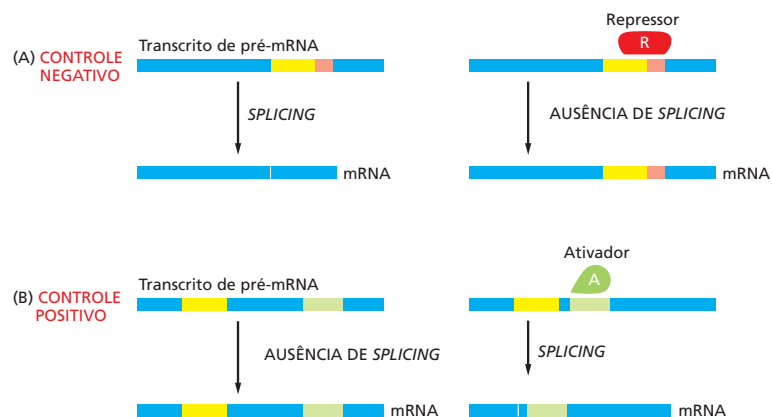 (A) CONTROLE
NEGATIVO
Transcrito de pré-mRNA
SPLICING
mRNA
Repressor
R
AUSÊNCIA DE SPLICING
mRNA
(B) CONTROLE
POSITIVO
Transcrito de pré-mRNA
AUSÊNCIA DE SPLICING
mRNA
Ativador
A
SPLICING
mRNA